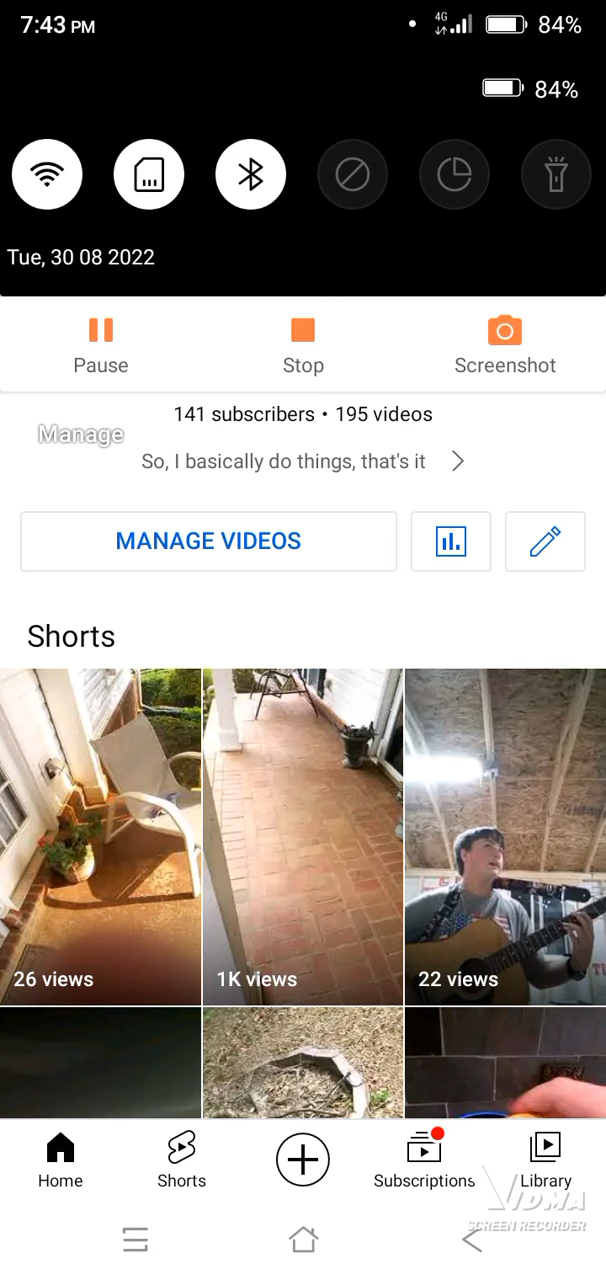 7:43 PM 4G 84%
84%
Tue, 30 08 2022
Pause Stop Screenshot
141 subscribers • 195 videos
Manage
So, I basically do things, that's it
MANAGE VIDEOS
Shorts
26 views 1K views 22 views
Home Shorts Subscriptions Library
VIDMA
SCREEN RECORDER